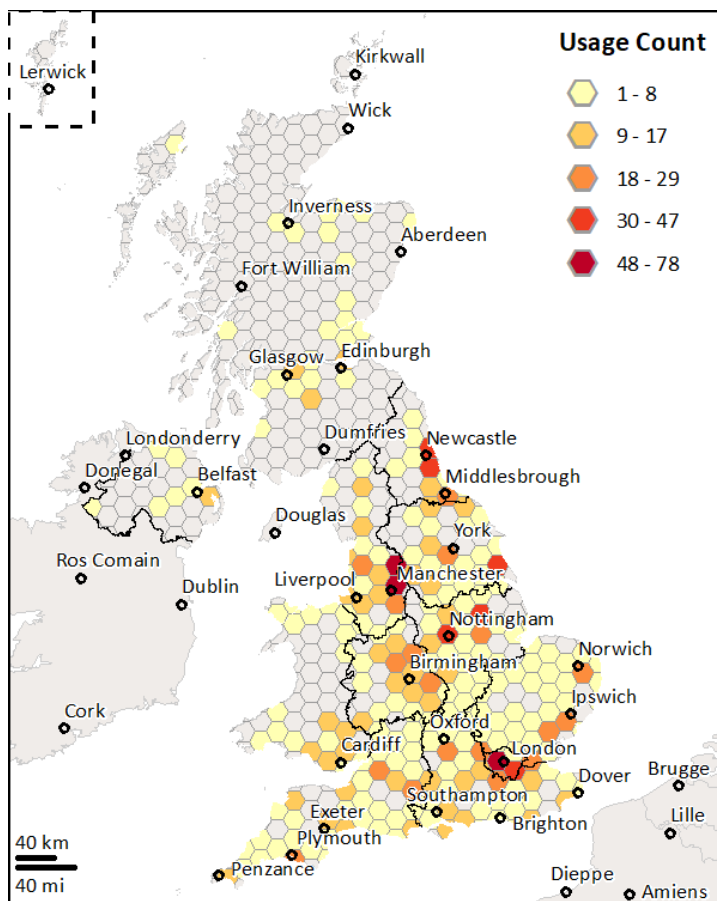 Usage Count
1 - 8
9 - 17
18 - 29
30 - 47
48 - 78
Lerwick
Kirkwall
Wick
Inverness
Aberdeen
Fort William
Glasgow
Edinburgh
Dumfries
Newcastle
Londonderry
Donegal
Belfast
Middlesbrough
Douglas
York
Ros Comain
Manchester
Liverpool
Dublin
Nottingham
Norwich
Birmingham
Ipswich
Cork
Oxford
Cardiff
London
Dover
Brugge
Southampton
Exeter
Brighton
Lille
Plymouth
40 km
40 mi
Penzance
Dieppe
Amiens